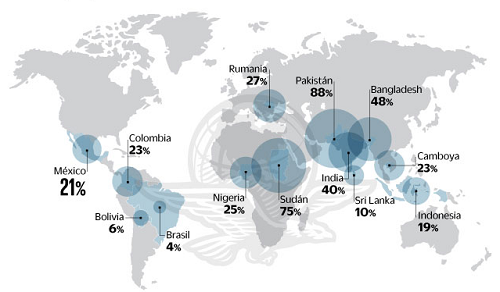 Rumania
27%
Pakistán
88%
Bangladesh
48%
Colombia
23%
México
21%
Camboya
23%
India
40%
Sri Lanka
10%
Nigeria
25%
Sudán
75%
Bolivia
6%
Brasil
4%
Indonesia
19%